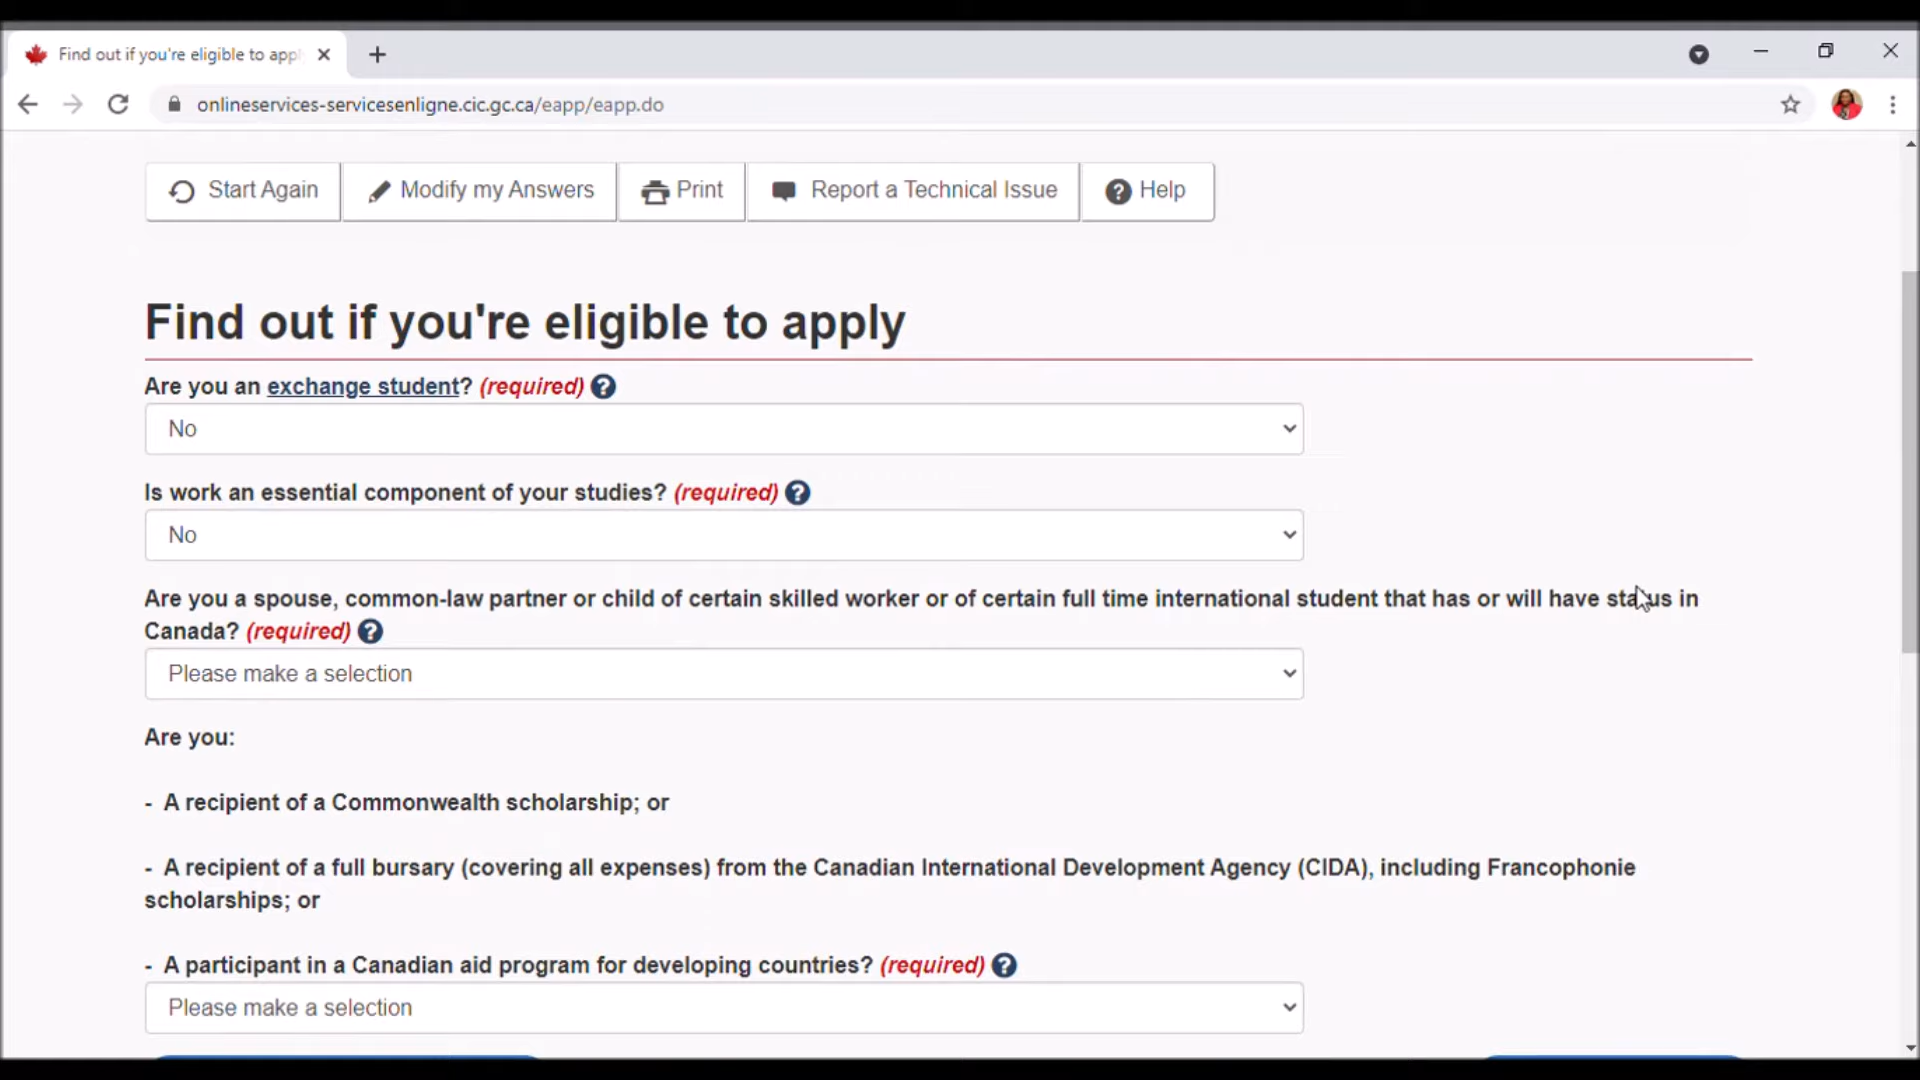 Find out if you're eligible to app
onlineservices-servicesenligne.cic.gc.ca/eapp/eapp.do
Start Again
Modify my Answers
Print
Report a Technical Issue
Help
Find out if you're eligible to apply
Are you an exchange student? (required)
No
Is work an essential component of your studies? (required)
No
Are you a spouse, common-law partner or child of certain skilled worker or of certain full time international student that has or will have status in
Canada? (required)
Please make a selection
Are you:
- A recipient of a Commonwealth scholarship; or
- A recipient of a full bursary (covering all expenses) from the Canadian International Development Agency (CIDA), including Francophonie
scholarships; or
- A participant in a Canadian aid program for developing countries? (required)
Please make a selection